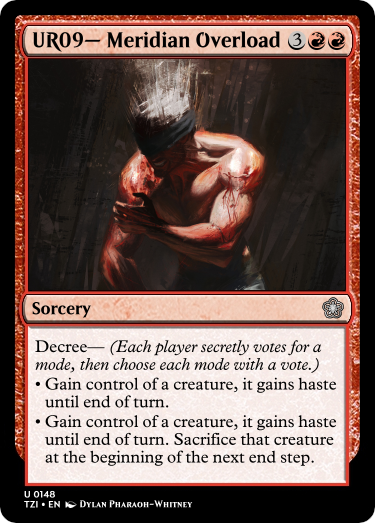 UR09— Meridian Overload 3
Sorcery
Decree— (Each player secretly votes for a
mode, then choose each mode with a vote.)
• Gain control of a creature, it gains haste
until end of turn.
• Gain control of a creature, it gains haste
until end of turn. Sacrifice that creature
at the beginning of the next end step.
U 0148
TZI • EN Dylan Pharaoh-Whitney